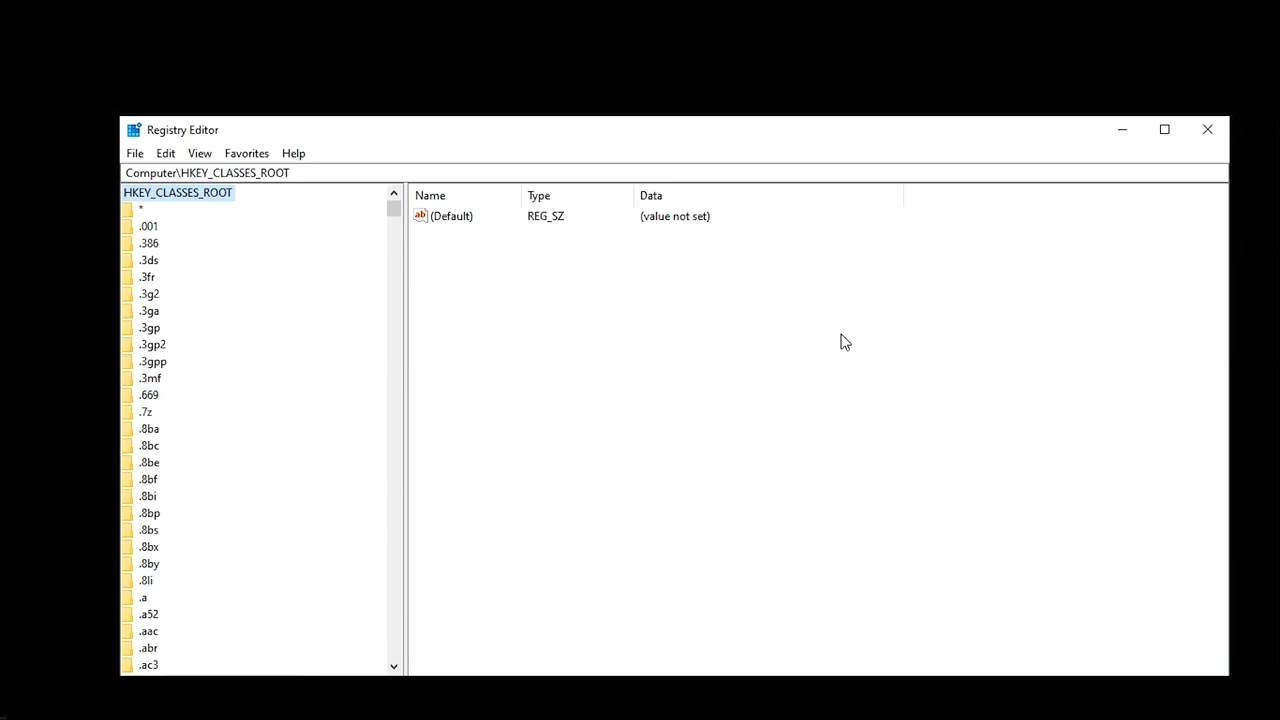 Registry Editor
File Edit View Favorites Help
Computer\HKEY_CLASSES_ROOT
HKEY_CLASSES_ROOT
*
.001
.386
.3ds
.3fr
.3g2
.3ga
.3gp
.3gp2
.3gpp
.3mf
.669
.7z
.8ba
.8bc
.8be
.8bf
.8bi
.8bp
.8bs
.8bx
.8by
.8li
.a
.a52
.aac
.abr
.ac3
Name Type Data
ab (Default) REG_SZ (value not set)